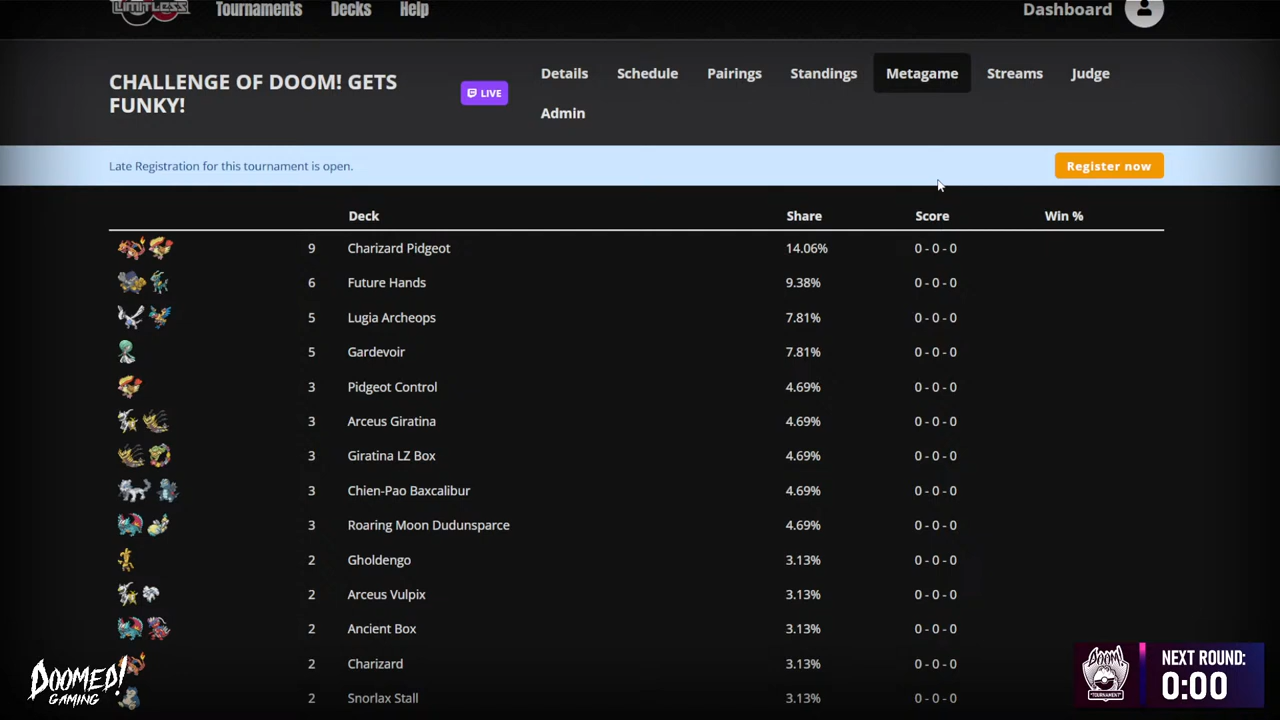 LIMITLESS
Tournaments Decks Help Dashboard
CHALLENGE OF DOOM! GETS
FUNKY!
LIVE
Details Schedule Pairings Standings Metagame Streams Judge
Admin
Late Registration for this tournament is open. Register now
Deck Share Score Win %
9 Charizard Pidgeot 14.06% 0 - 0 - 0
6 Future Hands 9.38% 0 - 0 - 0
5 Lugia Archeops 7.81% 0 - 0 - 0
5 Gardevoir 7.81% 0 - 0 - 0
3 Pidgeot Control 4.69% 0 - 0 - 0
3 Arceus Giratina 4.69% 0 - 0 - 0
3 Giratina LZ Box 4.69% 0 - 0 - 0
3 Chien-Pao Baxcalibur 4.69% 0 - 0 - 0
3 Roaring Moon Dudunsparce 4.69% 0 - 0 - 0
2 Gholdengo 3.13% 0 - 0 - 0
2 Arceus Vulpix 3.13% 0 - 0 - 0
2 Ancient Box 3.13% 0 - 0 - 0
2 Charizard 3.13% 0 - 0 - 0
2 Snorlax Stall 3.13% 0 - 0 - 0
DOOMED!
GAMING
DOOM!
TOURNAMENT
NEXT ROUND:
0:00